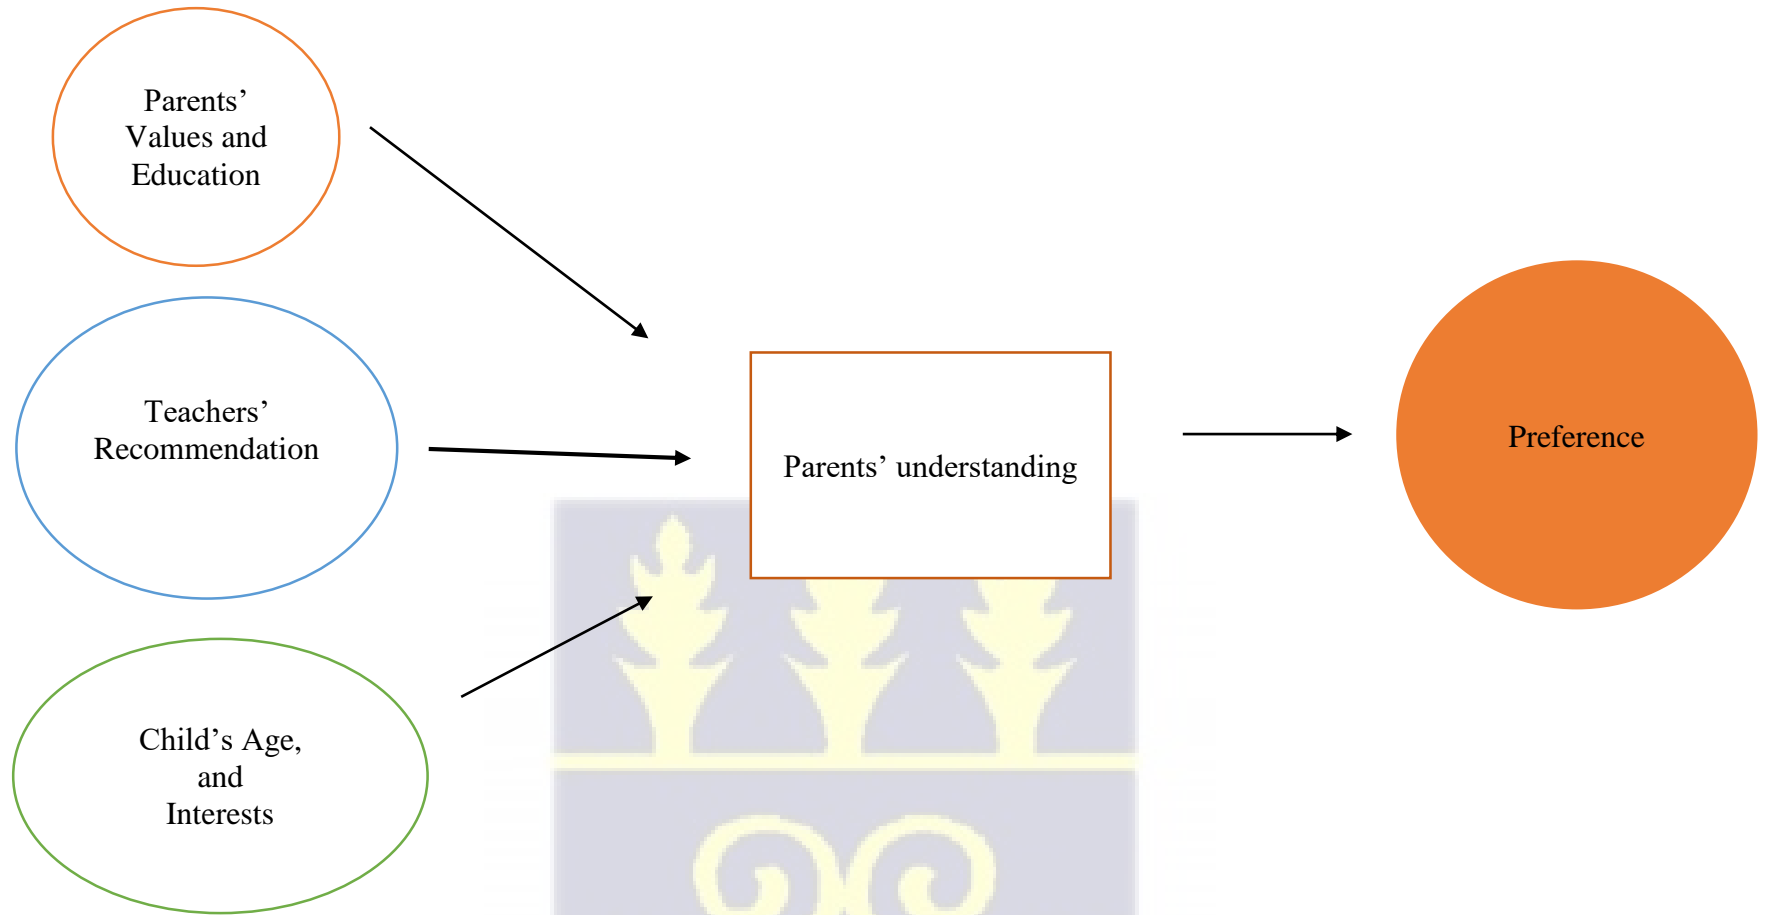 Parents’
Values and
Education
Teachers’
Recommendation
Child’s Age,
and
Interests
Parents’ understanding
Preference